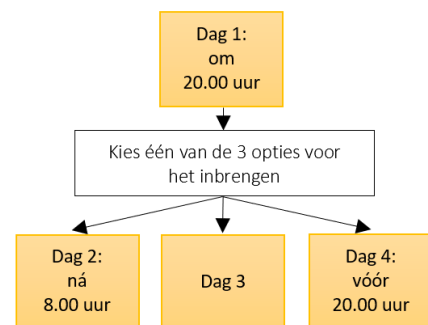 Dag 1:
om
20.00 uur
Kies één van de 3 opties voor
het inbrengen
Dag 2:
ná
8.00 uur
Dag 3
Dag 4:
vóór
20.00 uur